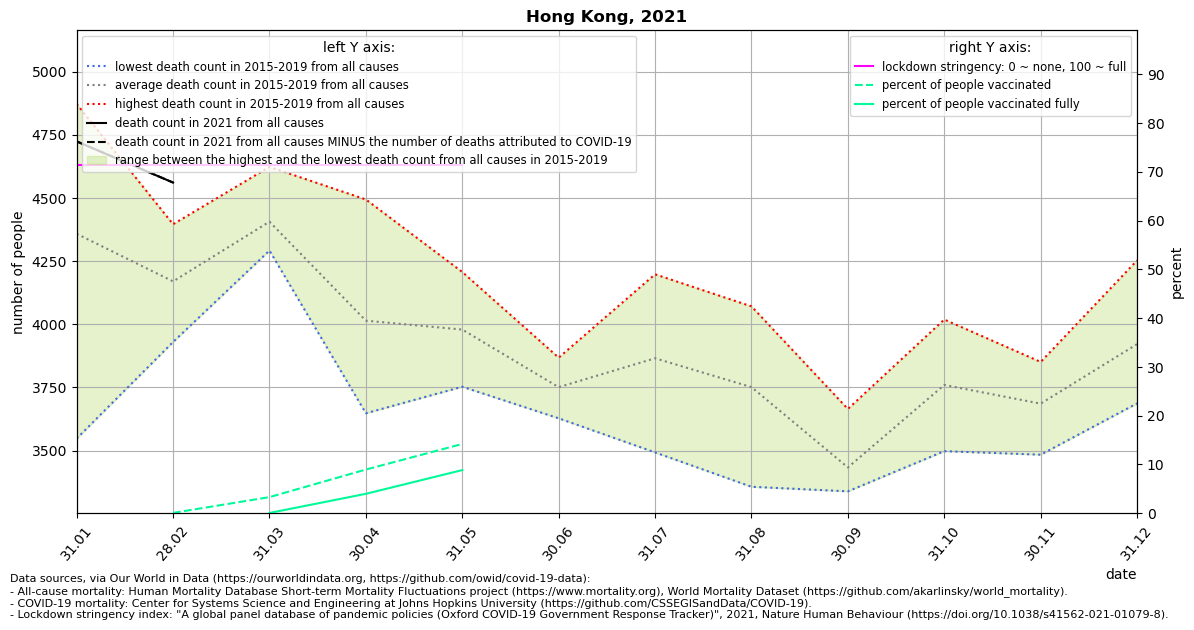 Hong Kong, 2021
left Y axis:
lowest death count in 2015-2019 from all causes
average death count in 2015-2019 from all causes
highest death count in 2015-2019 from all causes
death count in 2021 from all causes
death count in 2021 from all causes MINUS the number of deaths attributed to COVID-19
range between the highest and the lowest death count from all causes in 2015-2019
right Y axis:
lockdown stringency: 0 ~ none, 100 ~ full
percent of people vaccinated
percent of people vaccinated fully
number of people
5000
4750
4500
4250
4000
3750
3500
percent
90
80
70
60
50
40
30
20
10
0
31.01
28.02
31.03
30.04
31.05
30.06
31.07
31.08
30.09
31.10
30.11
31.12
date
Data sources, via Our World in Data (https://ourworldindata.org, https://github.com/owid/covid-19-data):
- All-cause mortality: Human Mortality Database Short-term Mortality Fluctuations project (https://www.mortality.org), World Mortality Dataset (https://github.com/akarlinsky/world_mortality).
- COVID-19 mortality: Center for Systems Science and Engineering at Johns Hopkins University (https://github.com/CSSEGISandData/COVID-19).
- Lockdown stringency index: "A global panel database of pandemic policies (Oxford COVID-19 Government Response Tracker)", 2021, Nature Human Behaviour (https://doi.org/10.1038/s41562-021-01079-8).